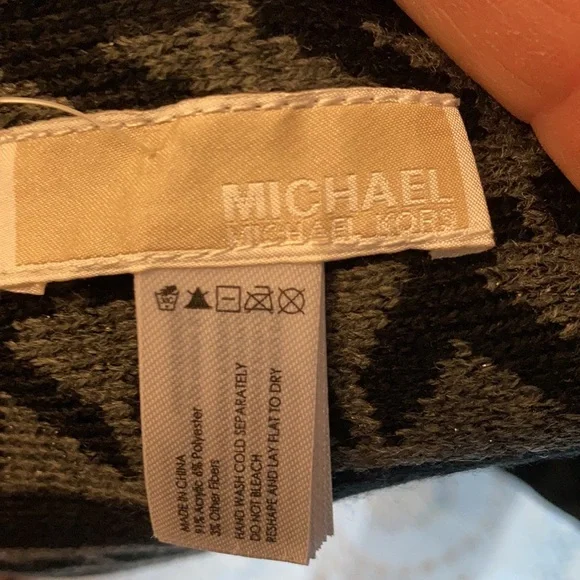 MICHAEL
MICHAEL KORS
MADE IN CHINA
91% Acrylic 6% Polyester
3% Other Fibers
HAND WASH COLD SEPARATELY
DO NOT BLEACH
RESHAPE AND LAY FLAT TO DRY